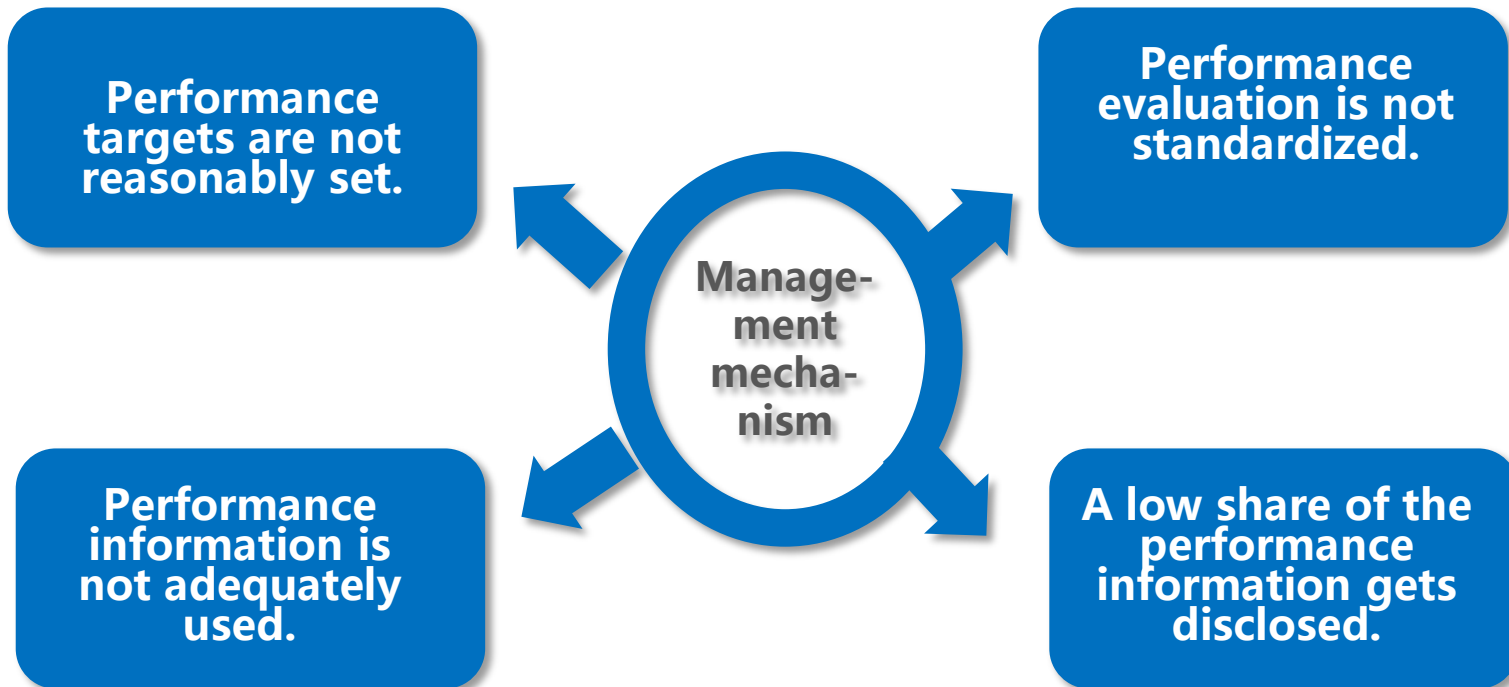 Performance
targets are not
reasonably set.
Performance
evaluation is not
standardized.
Manage-
ment
mecha-
nism
Performance
information is
not adequately
used.
A low share of the
performance
information gets
disclosed.